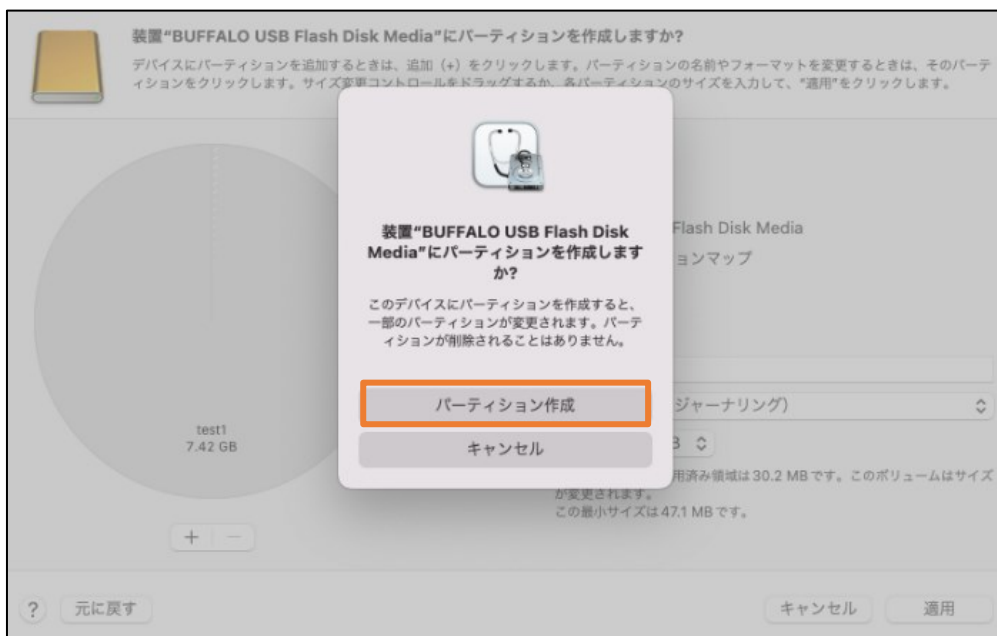 装置“BUFFALO USB Flash Disk Media”にパーティションを作成しますか?
デバイスにパーティションを追加するときは、追加（+）をクリックします。パーティションの名前やフォーマットを変更するときは、そのパーテ
ィションをクリックします。サイズ変更コントロールをドラッグするか、各パーティションのサイズを入力して、“適用”をクリックします。
装置“BUFFALO USB Flash Disk
Media”にパーティションを作成します
か?
このデバイスにパーティションを作成すると、
一部のパーティションが変更されます。パーテ
ィションが削除されることはありません。
パーティション作成
キャンセル
Flash Disk Media
ョンマップ
ジャーナリング）
test1
7.42 GB
用済み領域は30.2 MBです。このボリュームはサイズ
が変更されます。
この最小サイズは47.1 MBです。
+ −
? 元に戻す
キャンセル 適用